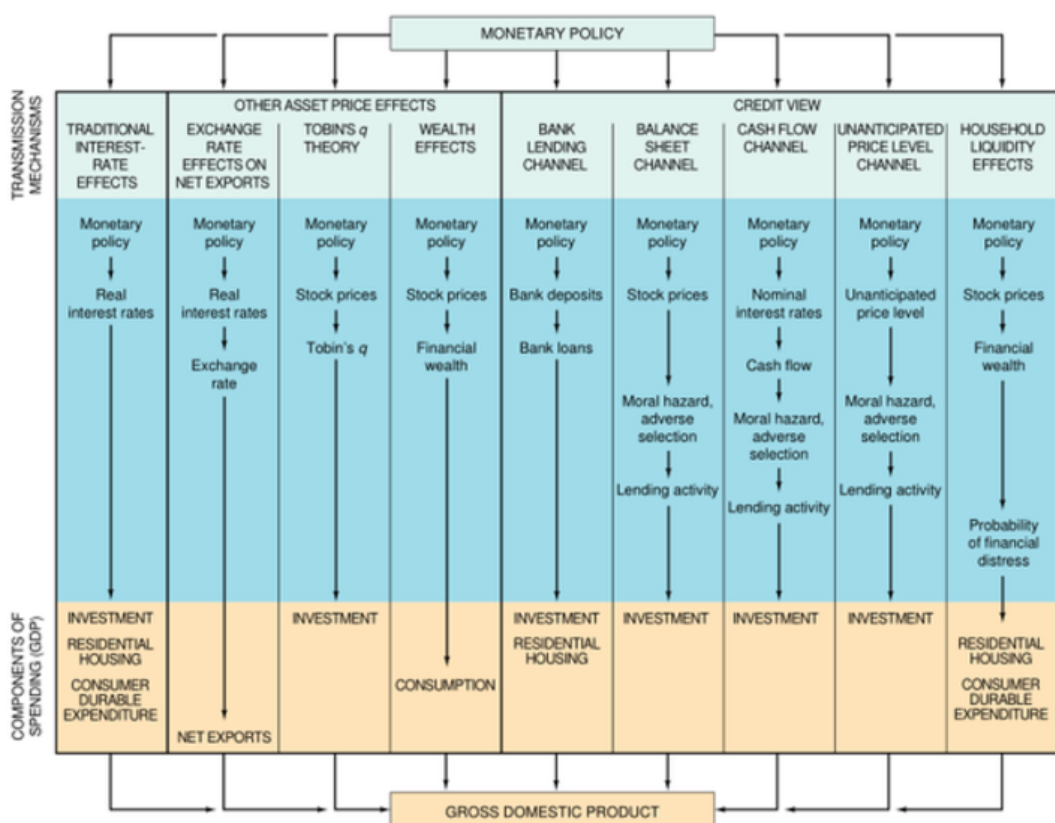 MONETARY POLICY
TRANSMISSION
MECHANISMS
OTHER ASSET PRICE EFFECTS
CREDIT VIEW
TRADITIONAL
INTEREST-
RATE
EFFECTS
EXCHANGE
RATE
EFFECTS ON
NET EXPORTS
TOBIN'S q
THEORY
WEALTH
EFFECTS
BANK
LENDING
CHANNEL
BALANCE
SHEET
CHANNEL
CASH FLOW
CHANNEL
UNANTICIPATED
PRICE LEVEL
CHANNEL
HOUSEHOLD
LIQUIDITY
EFFECTS
Monetary
policy
Real
interest rates
Monetary
policy
Real
interest rates
Exchange
rate
Monetary
policy
Stock prices
Tobin's q
Monetary
policy
Stock prices
Financial
wealth
Monetary
policy
Bank deposits
Bank loans
Monetary
policy
Stock prices
Moral hazard,
adverse
selection
Lending activity
Monetary
policy
Nominal
interest rates
Cash flow
Moral hazard,
adverse
selection
Lending activity
Monetary
policy
Unanticipated
price level
Moral hazard,
adverse
selection
Lending activity
Monetary
policy
Stock prices
Financial
wealth
Probability
of financial
distress
COMPONENTS OF
SPENDING (GDP)
INVESTMENT
RESIDENTIAL
HOUSING
CONSUMER
DURABLE
EXPENDITURE
NET EXPORTS
INVESTMENT
CONSUMPTION
INVESTMENT
RESIDENTIAL
HOUSING
INVESTMENT
INVESTMENT
INVESTMENT
RESIDENTIAL
HOUSING
CONSUMER
DURABLE
EXPENDITURE
GROSS DOMESTIC PRODUCT